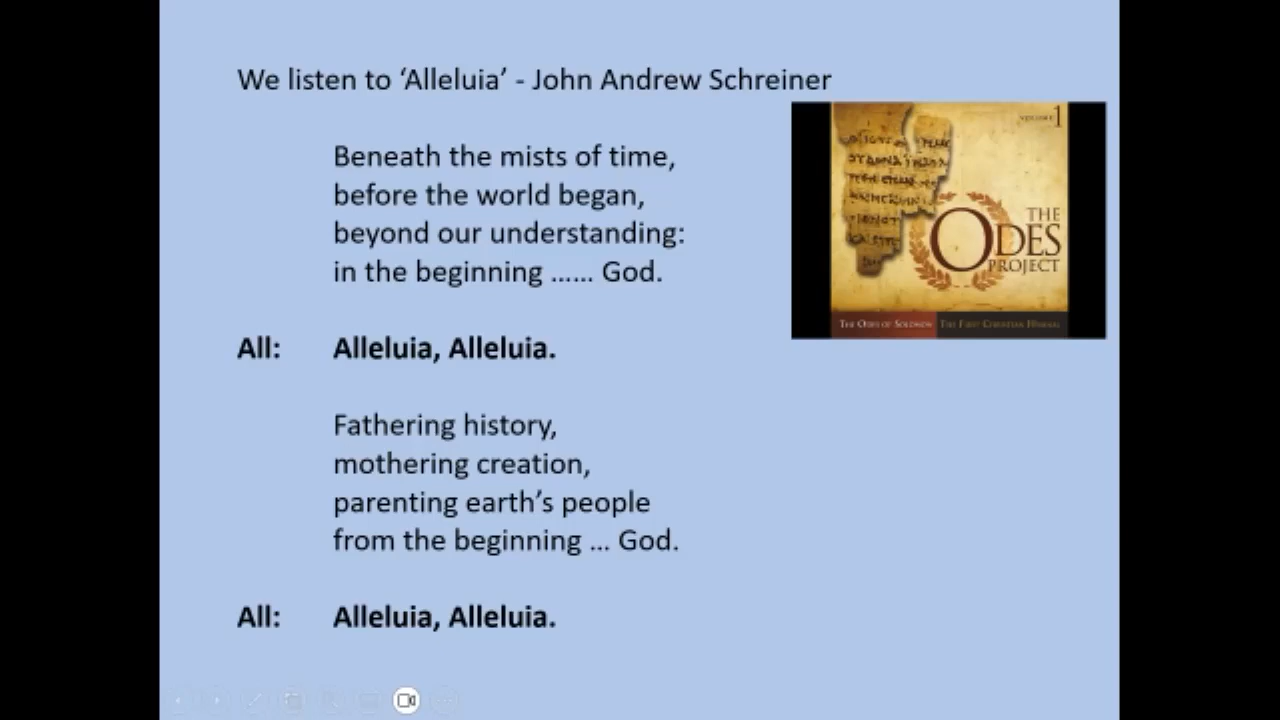 We listen to ‘Alleluia’ - John Andrew Schreiner
Beneath the mists of time,
before the world began,
beyond our understanding:
in the beginning …… God.
All: Alleluia, Alleluia.
Fathering history,
mothering creation,
parenting earth’s people
from the beginning … God.
All: Alleluia, Alleluia.
VOLUME 1
THE
ODES
PROJECT
THE ODES OF SOLOMON THE FIRST CHRISTIAN HYMNAL